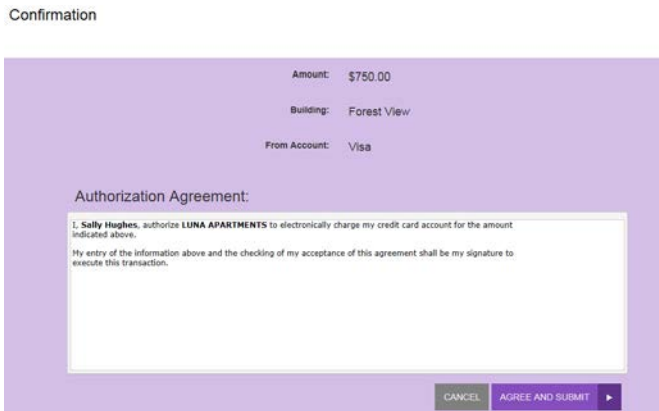 Confirmation
Amount: $750.00
Building: Forest View
From Account: Visa
Authorization Agreement:
I, Sally Hughes, authorize LUNA APARTMENTS to electronically charge my credit card account for the amount
indicated above.
My entry of the information above and the checking of my acceptance of this agreement shall be my signature to
execute this transaction.
CANCEL AGREE AND SUBMIT